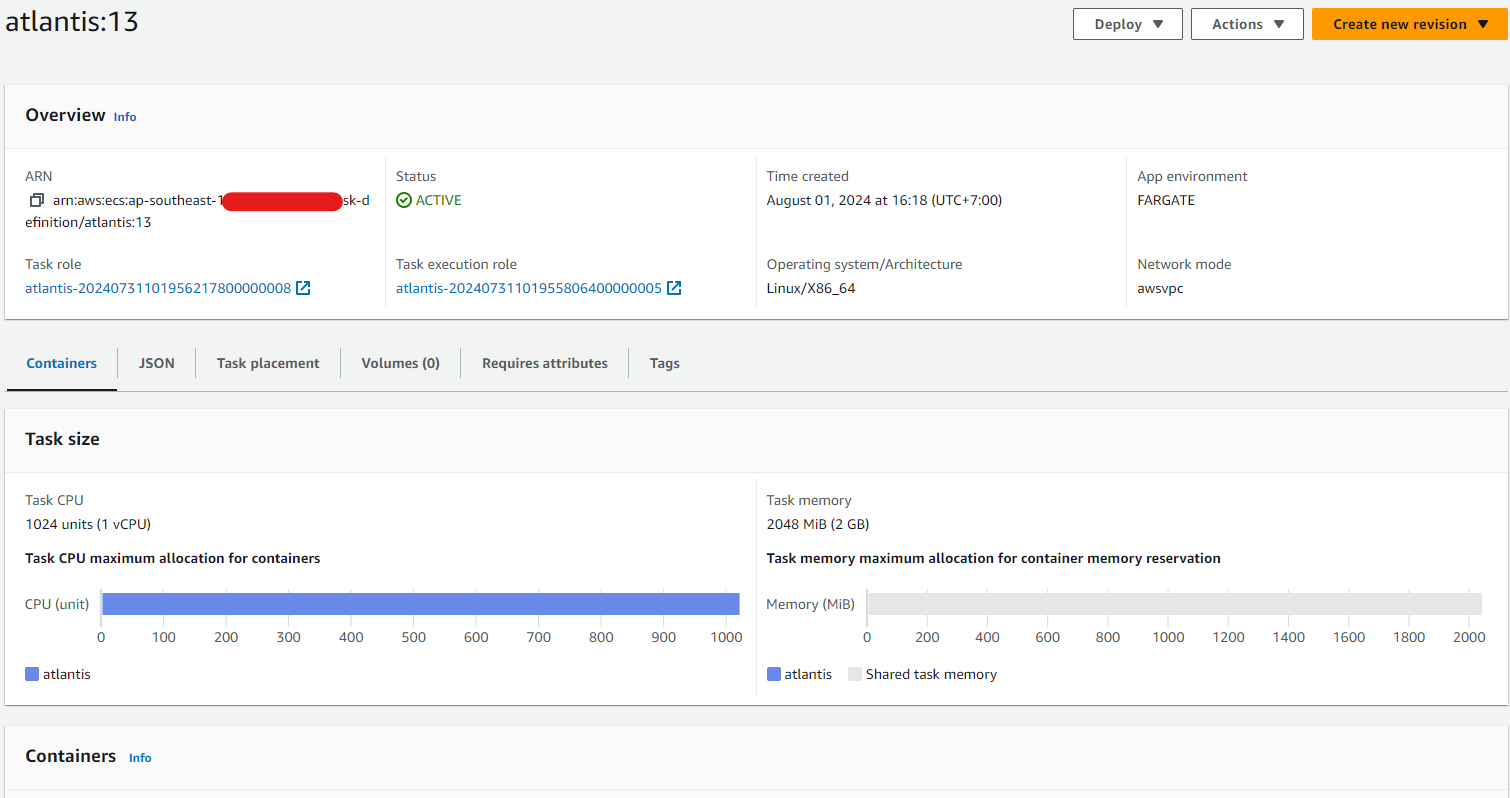 atlantis:13
Deploy
Actions
Create new revision
Overview Info
ARN
arn:aws:ecs:ap-southeast-1 sk-d
efinition/atlantis:13
Status
ACTIVE
Time created
August 01, 2024 at 16:18 (UTC+7:00)
App environment
FARGATE
Task role
atlantis-20240731101956217800000008
Task execution role
atlantis-20240731101955806400000005
Operating system/Architecture
Linux/X86_64
Network mode
awsvpc
Containers
JSON
Task placement
Volumes (0)
Requires attributes
Tags
Task size
Task CPU
1024 units (1 vCPU)
Task CPU maximum allocation for containers
CPU (unit)
0 100 200 300 400 500 600 700 800 900 1000
atlantis
Task memory
2048 MiB (2 GB)
Task memory maximum allocation for container memory reservation
Memory (MiB)
0 200 400 600 800 1000 1200 1400 1600 1800 2000
atlantis Shared task memory
Containers Info